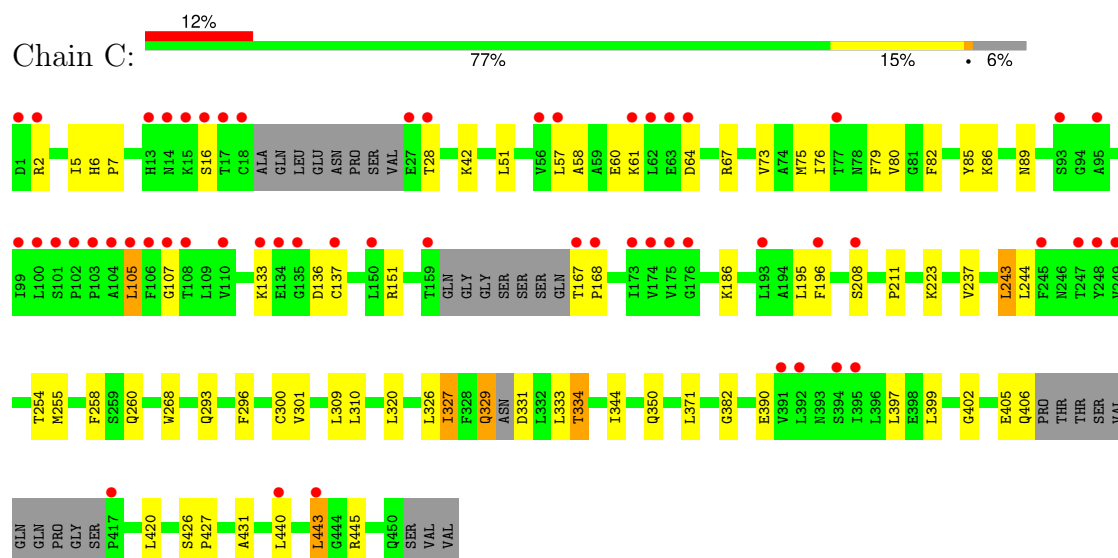 12%
Chain C:
77% 15% • 6%
D1 R2 I5 H6 P7 H13 N14 K15 S16 T17 C18 ALA GLN LEU GLU ASN PRO SER VAL E27 T28 K42 L51 V56 L57 A58 A59 E60 K61 L62 E63 D64 R67 V73 A74 M75 I76 T77 N78 F79 V80 G81 F82 Y85 K86 N89 S93 G94 A95
I99 L100 S101 P102 P103 A104 L105 F106 G107 T108 L109 V110 K133 E134 G135 D136 C137 L150 R151 T159 GLN GLY GLY SER SER SER GLN T167 P168 I173 V174 V175 G176 K186 L193 A194 L195 F196 S208 P211 K223 V237 L243 L244 F245 N246 T247 Y248 V249
T254 M255 F258 S259 Q260 W268 Q293 F296 C300 V301 L309 L310 L320 L326 I327 F328 Q329 ASN D331 L332 L333 T334 I344 Q350 L371 G382 E390 V391 L392 N393 S394 I395 L396 L397 E398 L399 G402 E405 Q406 PRO THR THR SER VAL
GLN GLN PRO GLY SER P417 L420 S426 P427 A431 L440 L443 G444 R445 Q450 SER VAL VAL